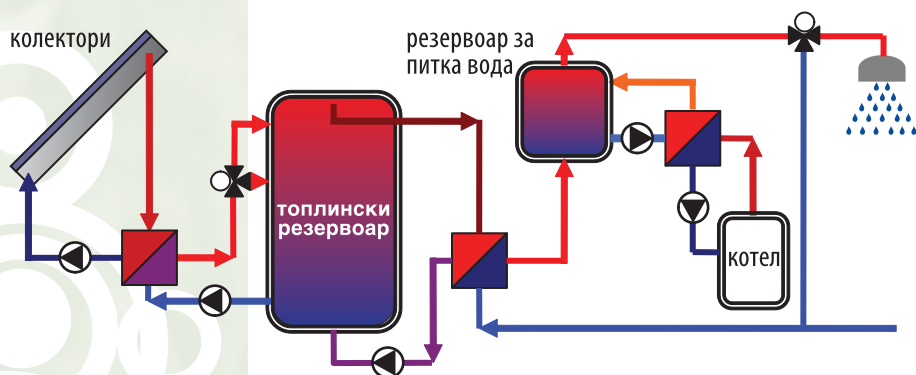 колектори
резервоар за
питка вода
топлински
резервоар
котел